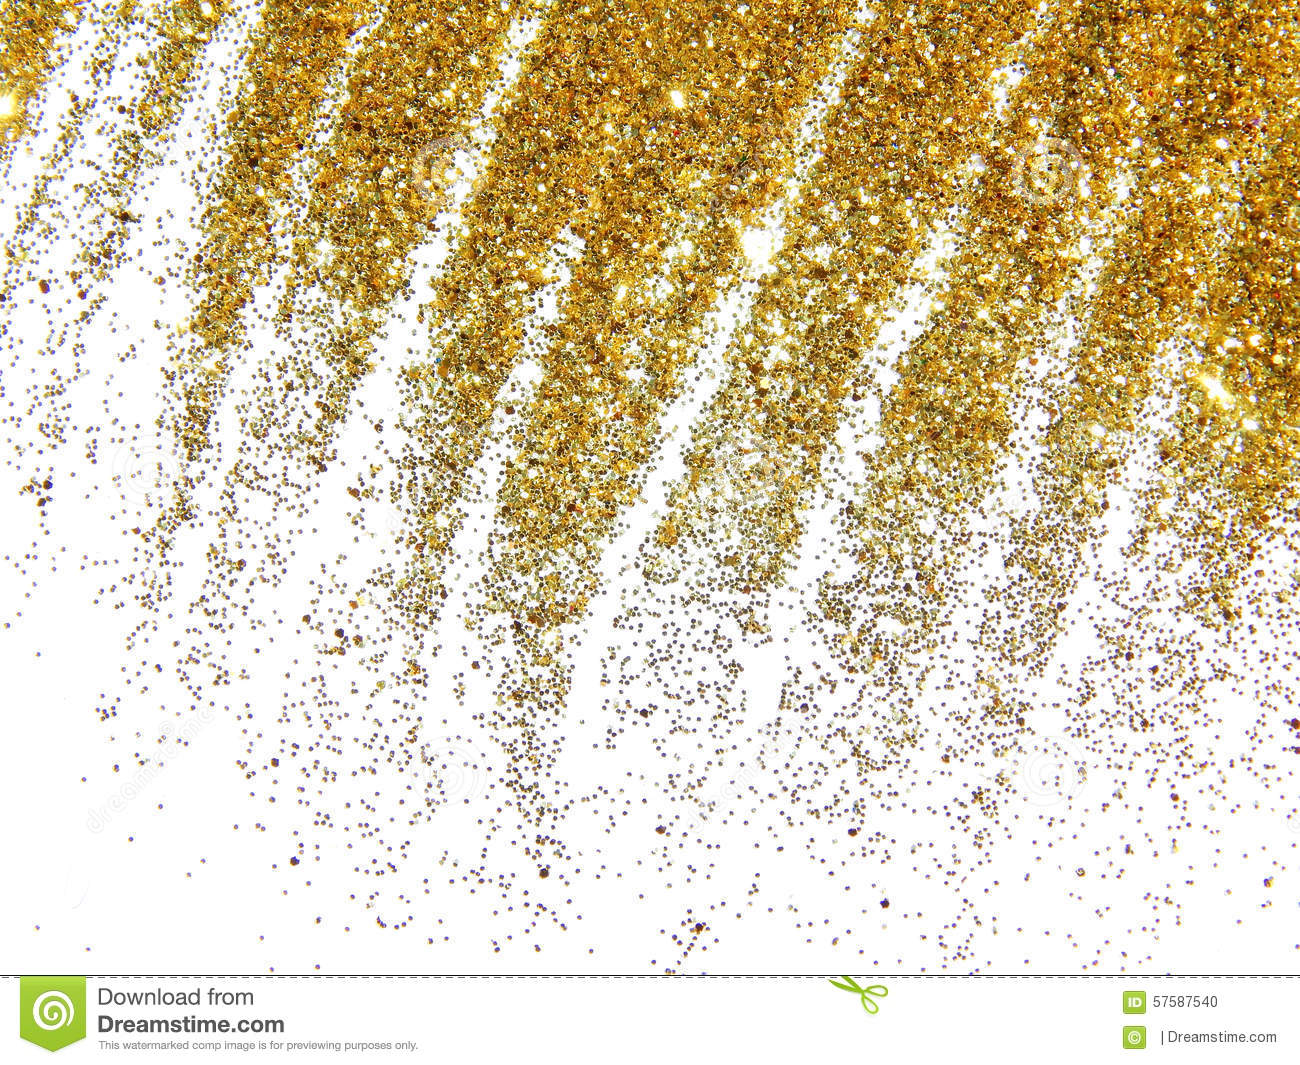 Download from
Dreamstime.com
This watermarked comp image is for previewing purposes only.
ID 57587540
© | Dreamstime.com